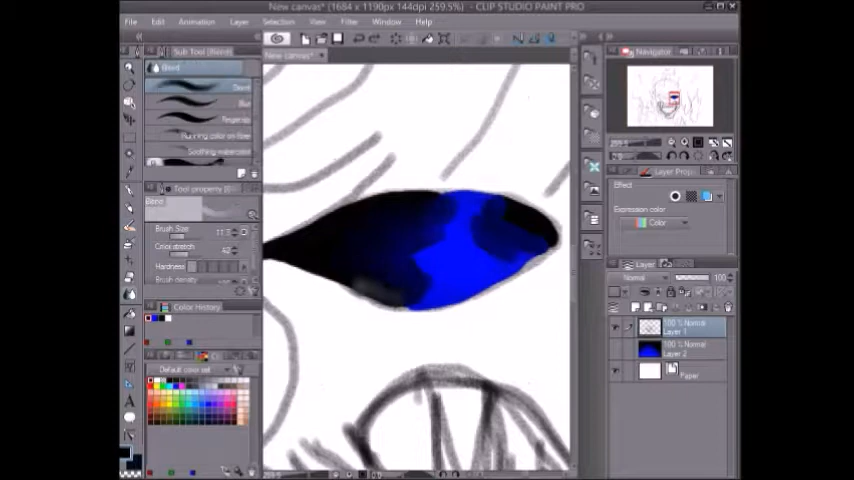 New canvas* (1684 x 1190px 144dpi 259.5%) - CLIP STUDIO PAINT PRO
File Edit Animation Layer Selection View Filter Window Help
Sub Tool [Blend]
New canvas*
Navigator
Blend
Blend
Blur
Fingertip
Running color on fiber
Soothing watercolor
Tool property
Layer Prop
Effect
Blend
Brush Size
Expression color
Color stretch
Color
Hardness
Brush density
Layer
Normal
100
Color History
100 % Normal
Layer 1
100 % Normal
Layer 2
Default color set
Paper